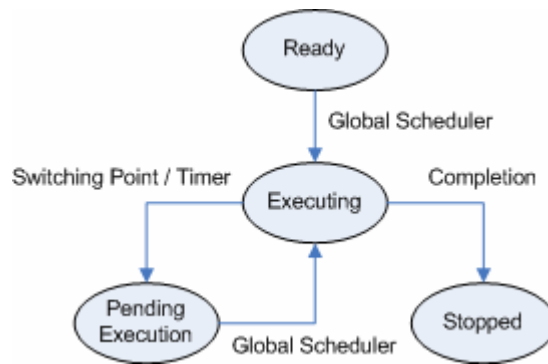 Ready
Global Scheduler
Switching Point / Timer
Completion
Executing
Pending
Execution
Stopped
Global Scheduler